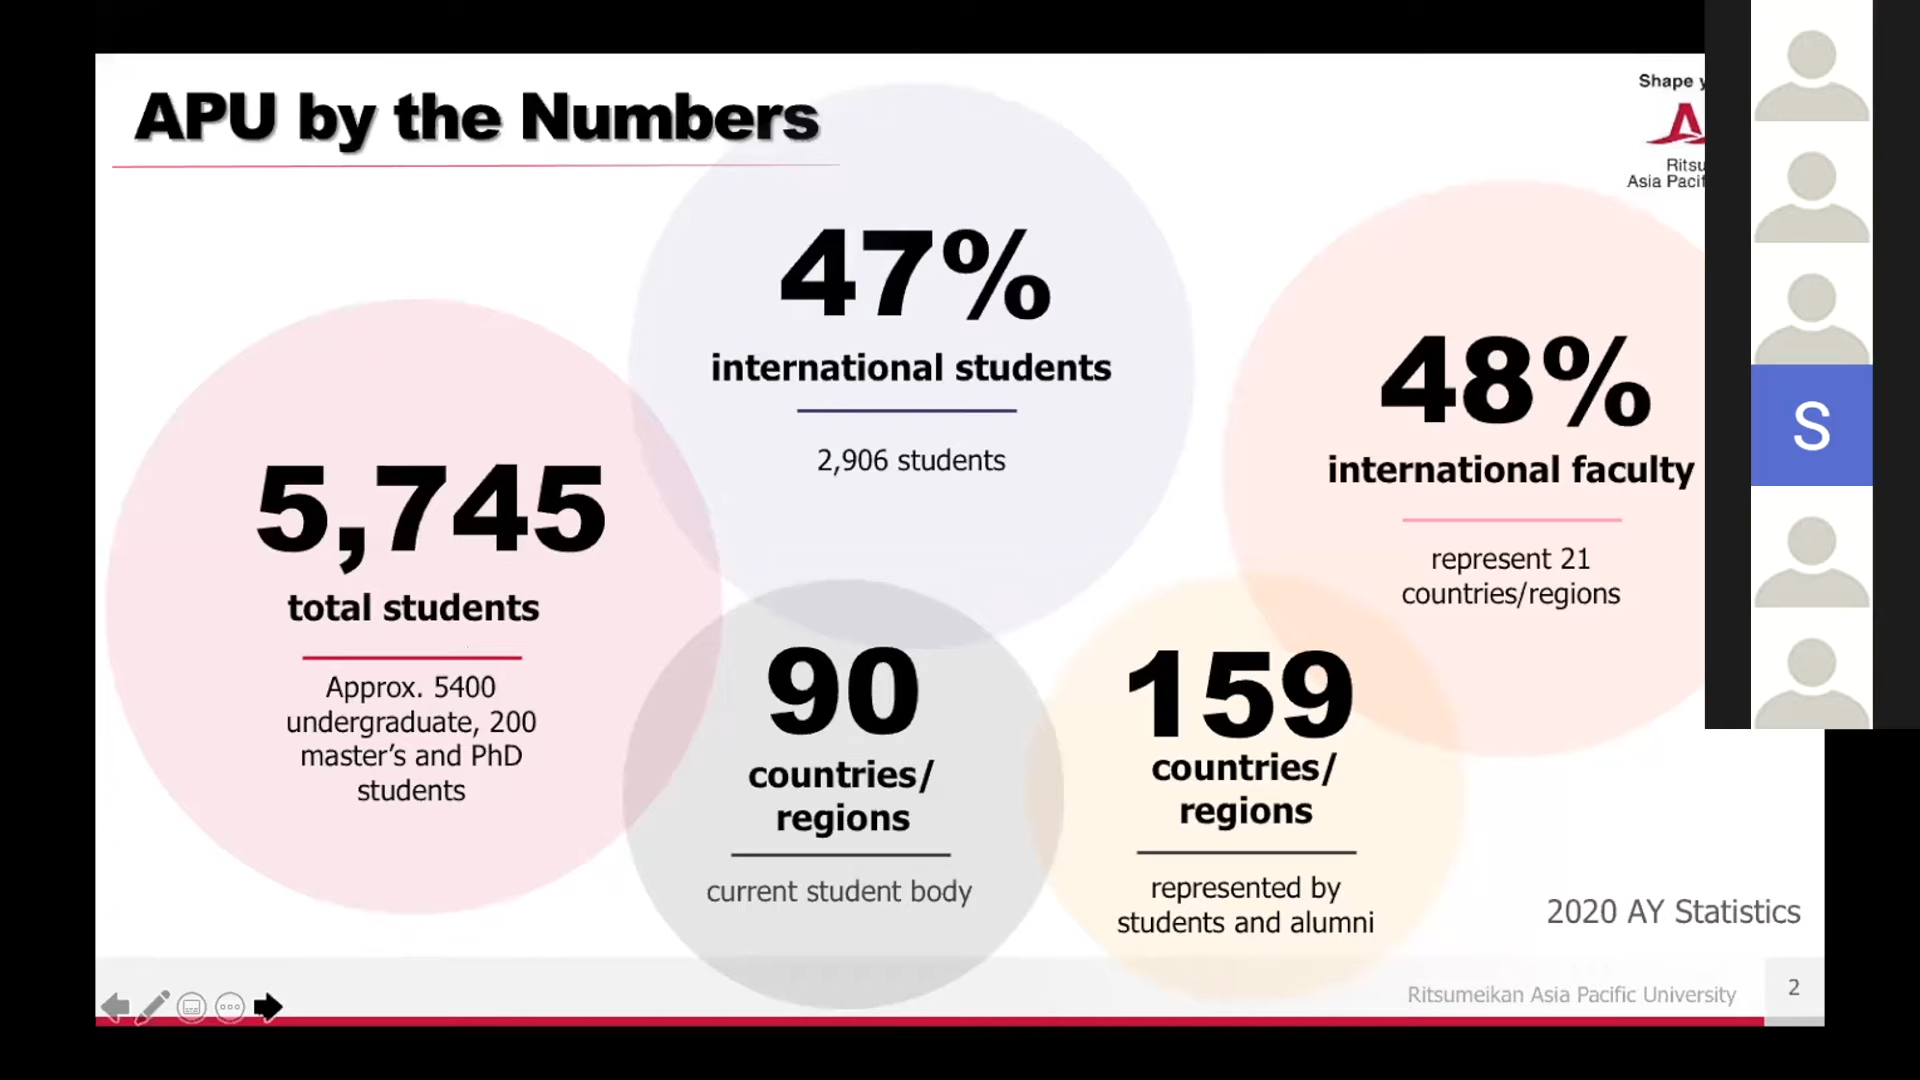 APU by the Numbers
Shape y
Ritsu
Asia Pacif
47%
international students
2,906 students
48%
international faculty
represent 21
countries/regions
5,745
total students
Approx. 5400
undergraduate, 200
master’s and PhD
students
90
countries/
regions
current student body
159
countries/
regions
represented by
students and alumni
2020 AY Statistics
Ritsumeikan Asia Pacific University
2
S